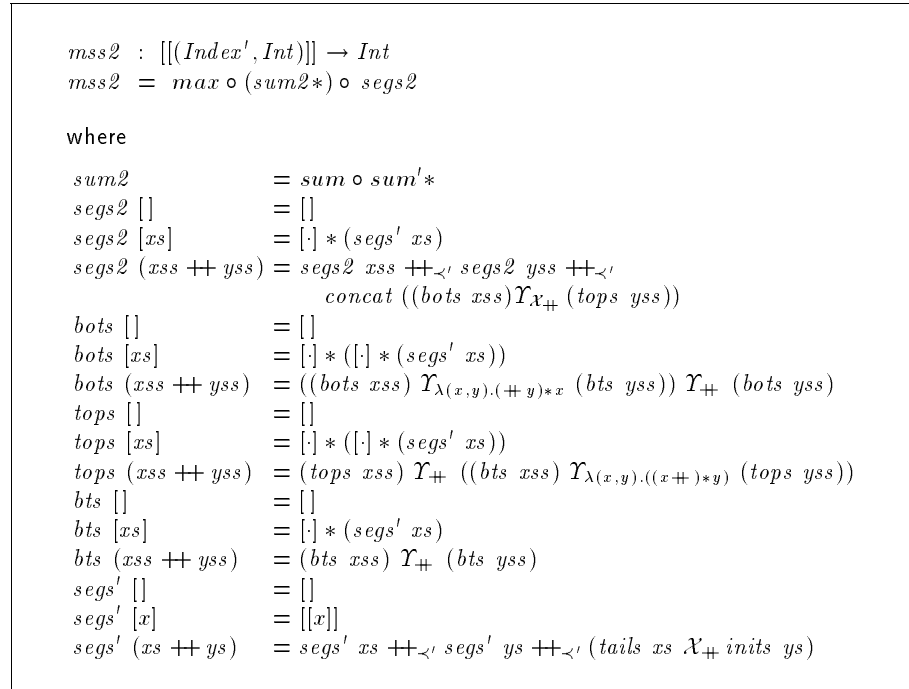 mss2 : [[(Index′, Int)]] → Int
mss2 = max ∘ (sum2∗) ∘ segs2
where
sum2 = sum ∘ sum′∗
segs2 [ ] = [ ]
segs2 [xs] = [·] ∗ (segs′ xs)
segs2 (xss ++ yss) = segs2 xss ++≺′ segs2 yss ++≺′
concat ((bots xss)ϒ𝒳++ (tops yss))
bots [ ] = [ ]
bots [xs] = [·] ∗ ([·] ∗ (segs′ xs))
bots (xss ++ yss) = ((bots xss) ϒλ(x,y).(++ y)∗x (bts yss)) ϒ++ (bots yss)
tops [ ] = [ ]
tops [xs] = [·] ∗ ([·] ∗ (segs′ xs))
tops (xss ++ yss) = (tops xss) ϒ++ ((bts xss) ϒλ(x,y).((x ++)∗y) (tops yss))
bts [ ] = [ ]
bts [xs] = [·] ∗ (segs′ xs)
bts (xss ++ yss) = (bts xss) ϒ++ (bts yss)
segs′ [ ] = [ ]
segs′ [x] = [[x]]
segs′ (xs ++ ys) = segs′ xs ++≺′ segs′ ys ++≺′ (tails xs 𝒳++ inits ys)